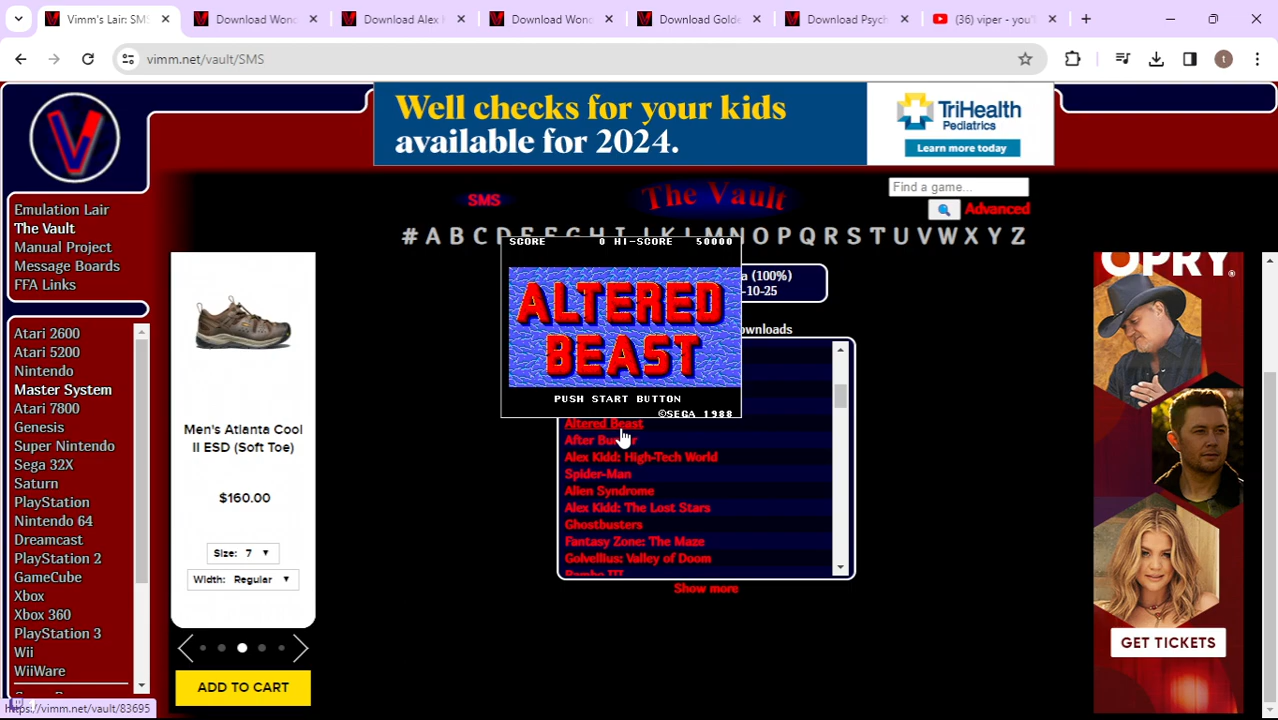 Vimm's Lair: SMS
Download Wond
Download Alex K
Download Wond
Download Golde
Download Psych
(36) viper - you'
vimm.net/vault/SMS
t
Well checks for your kids
available for 2024.
TriHealth
Pediatrics
Learn more today
V
SMS
The Vault
Find a game...
Advanced
# A B C D E F G H I J K L M N O P Q R S T U V W X Y Z
Emulation Lair
The Vault
Manual Project
Message Boards
FFA Links
Atari 2600
Atari 5200
Nintendo
Master System
Atari 7800
Genesis
Super Nintendo
Sega 32X
Saturn
PlayStation
Nintendo 64
Dreamcast
PlayStation 2
GameCube
Xbox
Xbox 360
PlayStation 3
Wii
WiiWare
https://vimm.net/vault/83695
Men's Atlanta Cool
II ESD (Soft Toe)
$160.00
Size: 7
Width: Regular
ADD TO CART
SCORE 0 HI-SCORE 50000
ALTERED
BEAST
PUSH START BUTTON
©SEGA 1988
a (100%)
-10-25
ownloads
Altered Beast
After Burner
Alex Kidd: High-Tech World
Spider-Man
Alien Syndrome
Alex Kidd: The Lost Stars
Ghostbusters
Fantasy Zone: The Maze
Golvellius: Valley of Doom
Rambo III
Show more
OPRY®
GET TICKETS